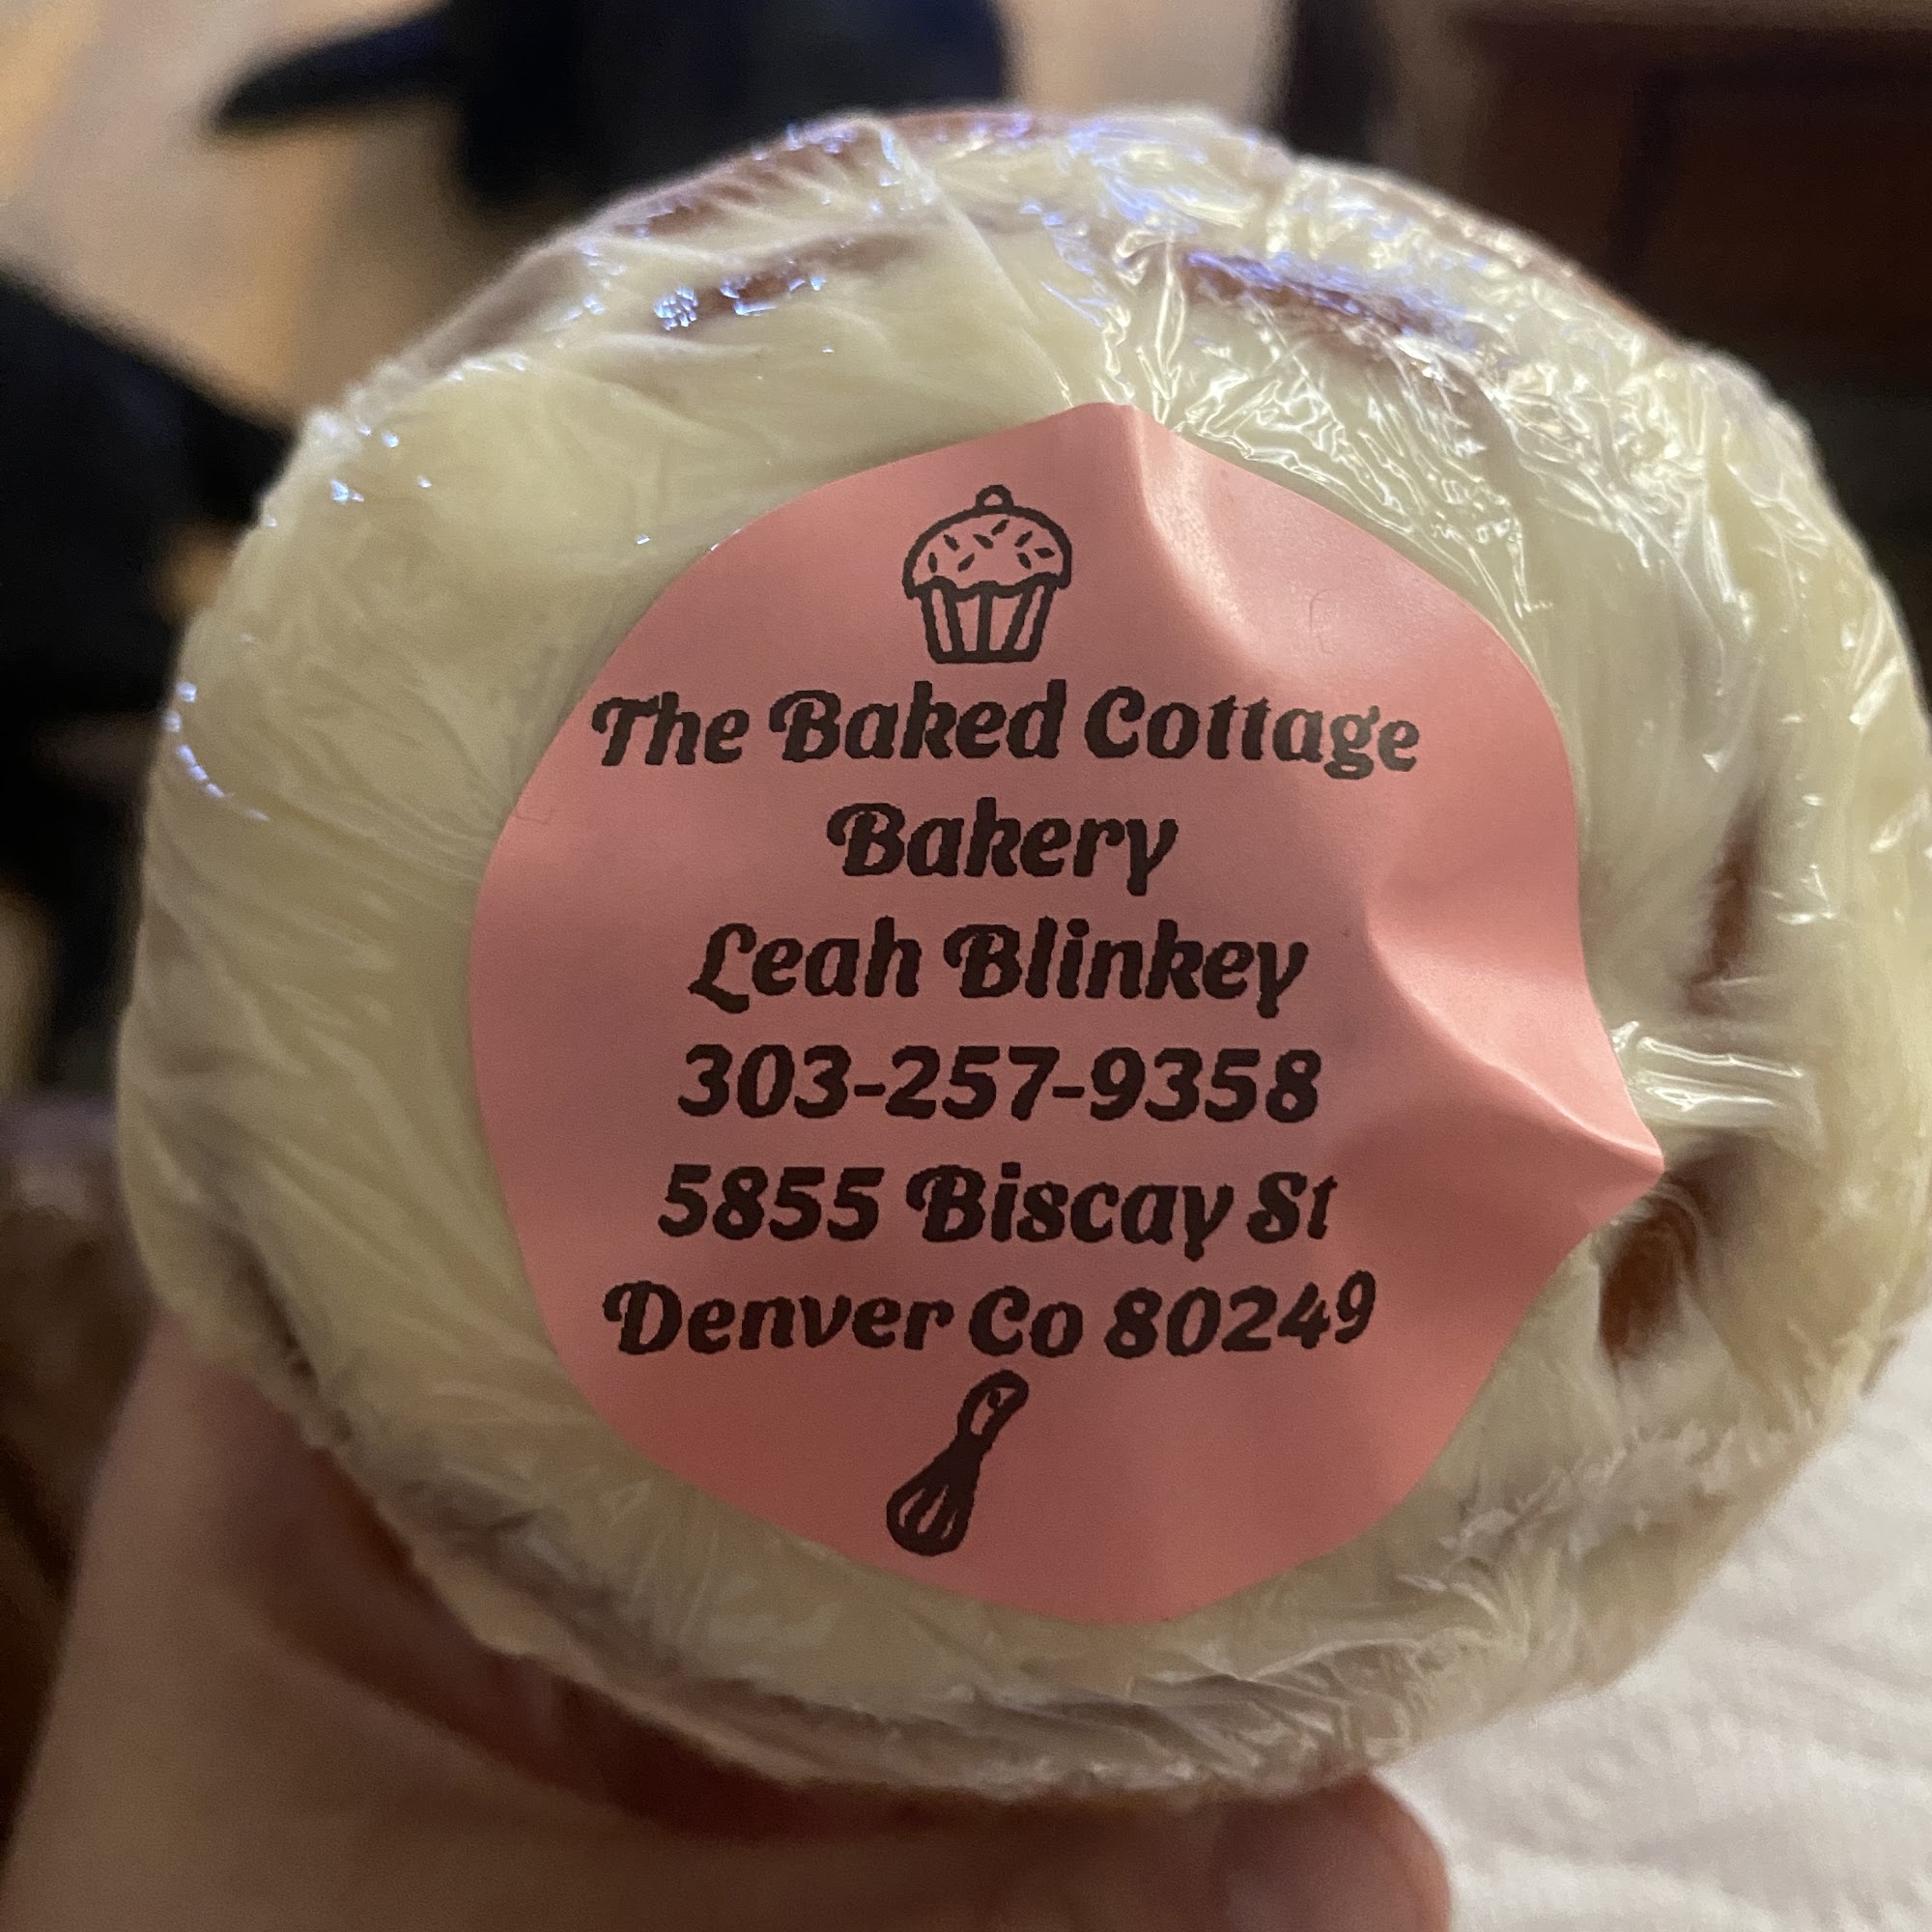 The Baked Cottage
Bakery
Leah Blinkey
303-257-9358
5855 Biscay St
Denver Co 80249